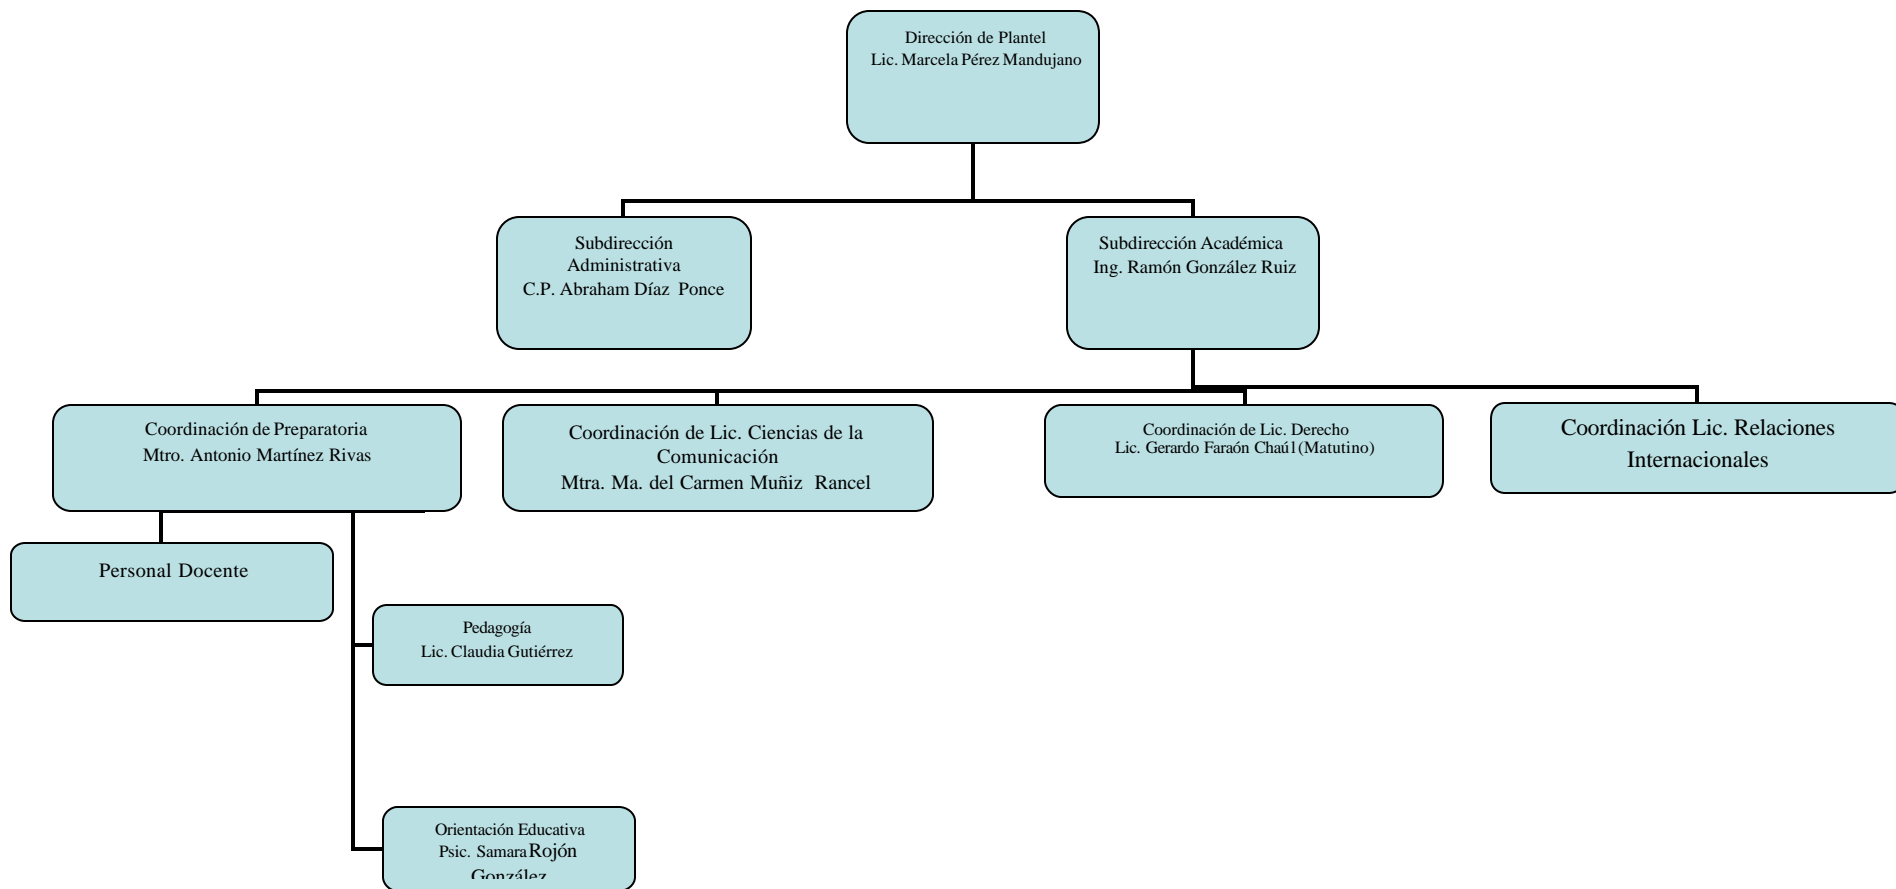 Dirección de Plantel
Lic. Marcela Pérez Mandujano
Subdirección
Administrativa
C.P. Abraham Díaz Ponce
Subdirección Académica
Ing. Ramón González Ruiz
Coordinación de Preparatoria
Mtro. Antonio Martínez Rivas
Coordinación de Lic. Ciencias de la
Comunicación
Mtra. Ma. del Carmen Muñiz Rancel
Coordinación de Lic. Derecho
Lic. Gerardo Faraón Chaúl (Matutino)
Coordinación Lic. Relaciones
Internacionales
Personal Docente
Pedagogía
Lic. Claudia Gutiérrez
Orientación Educativa
Psic. Samara Rojón
González